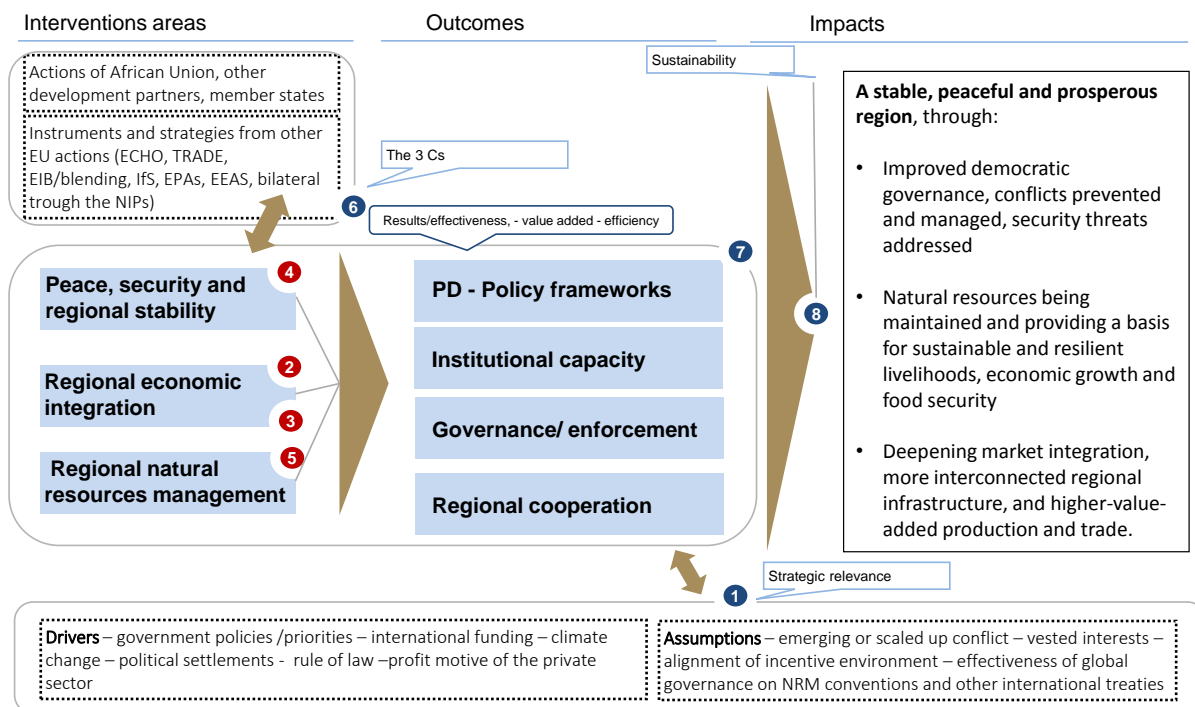 Interventions areas
Outcomes
Impacts
Sustainability
Actions of African Union, other
development partners, member states
Instruments and strategies from other
EU actions (ECHO, TRADE,
EIB/blending, IfS, EPAs, EEAS, bilateral
trough the NIPs)
The 3 Cs
6
Results/effectiveness, - value added - efficiency
7
4
Peace, security and
regional stability
2
Regional economic
integration
3
5
Regional natural
resources management
PD - Policy frameworks
Institutional capacity
Governance/ enforcement
Regional cooperation
8
A stable, peaceful and prosperous
region, through:
• Improved democratic
governance, conflicts prevented
and managed, security threats
addressed
• Natural resources being
maintained and providing a basis
for sustainable and resilient
livelihoods, economic growth and
food security
• Deepening market integration,
more interconnected regional
infrastructure, and higher-value-
added production and trade.
Strategic relevance
1
Drivers – government policies /priorities – international funding – climate
change – political settlements - rule of law –profit motive of the private
sector
Assumptions – emerging or scaled up conflict – vested interests –
alignment of incentive environment – effectiveness of global
governance on NRM conventions and other international treaties